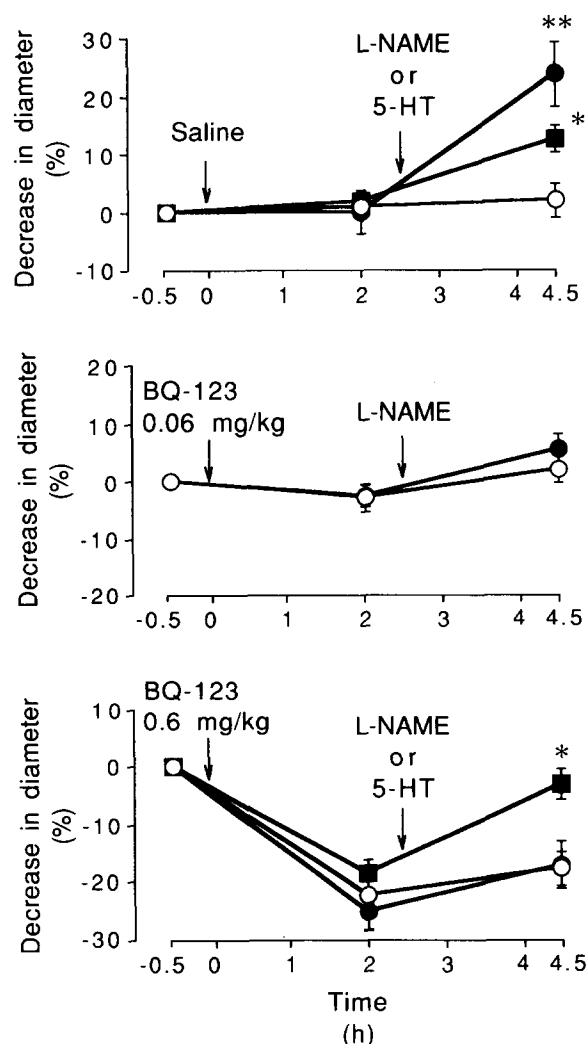 Decrease in diameter
(%)
30
20
10
0
-10
Saline
L-NAME
or
5-HT
**
*
-0.5 0 1 2 3 4 4.5
Decrease in diameter
(%)
20
10
0
-10
-20
BQ-123
0.06 mg/kg
L-NAME
-0.5 0 1 2 3 4 4.5
Decrease in diameter
(%)
10
0
-10
-20
-30
BQ-123
0.6 mg/kg
L-NAME
or
5-HT
*
-0.5 0 1 2 3 4 4.5
Time
(h)